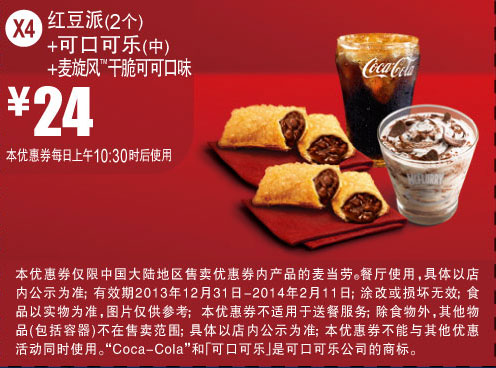 X4
红豆派(2个)
+可口可乐(中)
+麦旋风™干脆可可口味
¥24
本优惠券每日上午10:30时后使用
Coca-Cola
McFLURRY
本优惠券仅限中国大陆地区售卖优惠券内产品的麦当劳®餐厅使用,具体以店
内公示为准; 有效期2013年12月31日-2014年2月11日; 涂改或损坏无效; 食
品以实物为准, 图片仅供参考; 本优惠券不适用于送餐服务; 除食物外, 其他物
品(包括容器)不在售卖范围; 具体以店内公示为准; 本优惠券不能与其他优惠
活动同时使用。“Coca-Cola”和「可口可乐」是可口可乐公司的商标。